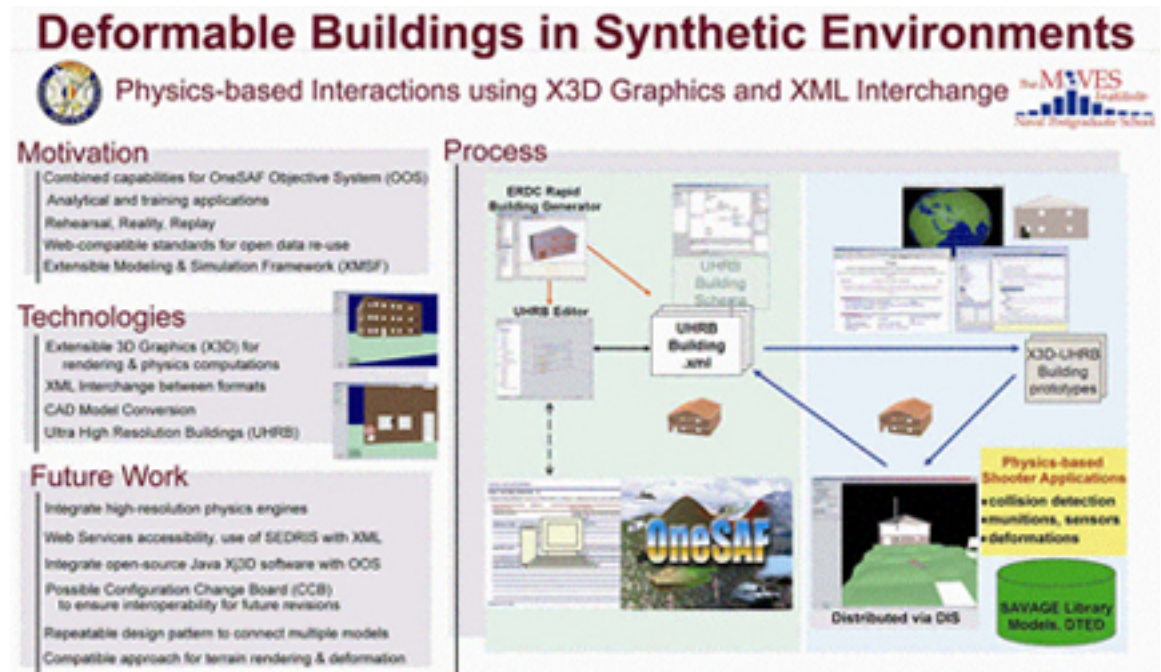 Deformable Buildings in Synthetic Environments
Physics-based Interactions using X3D Graphics and XML Interchange
The MOVES
Institute
Naval Postgraduate School
Motivation
Combined capabilities for OneSAF Objective System (OOS)
Analytical and training applications
Rehearsal, Reality, Replay
Web-compatible standards for open data re-use
Extensible Modeling & Simulation Framework (XMSF)
Technologies
Extensible 3D Graphics (X3D) for
rendering & physics computations
XML Interchange between formats
CAD Model Conversion
Ultra High Resolution Buildings (UHRB)
Future Work
Integrate high-resolution physics engines
Web Services accessibility, use of SEDRIS with XML
Integrate open-source Java Xj3D software with OOS
Possible Configuration Change Board (CCB)
to ensure interoperability for future revisions
Repeatable design pattern to connect multiple models
Compatible approach for terrain rendering & deformation
Process
ERDC Rapid
Building Generator
UHRB
Building
Schema
UHRB Editor
UHRB
Building
.xml
X3D-UHRB
Building
prototypes
OneSAF
Physics-based
Shooter Applications
•collision detection
•munitions, sensors
•deformations
Distributed via DIS
SAVAGE Library
Models, DTED